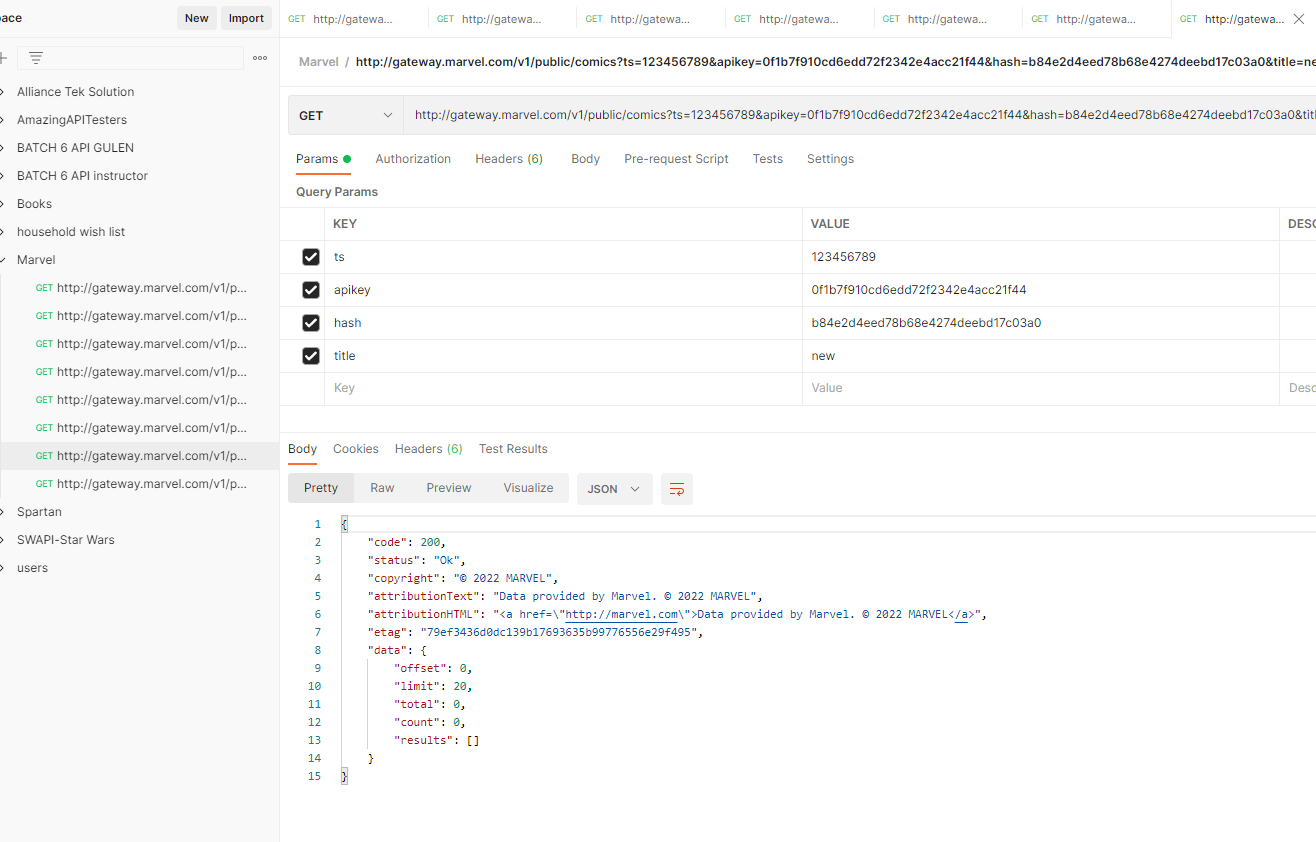 ace
New Import
GET http://gatewa... GET http://gatewa... GET http://gatewa... GET http://gatewa... GET http://gatewa... GET http://gatewa... GET http://gatewa...
Alliance Tek Solution
AmazingAPITesters
BATCH 6 API GULEN
BATCH 6 API instructor
Books
household wish list
Marvel
GET http://gateway.marvel.com/v1/p...
GET http://gateway.marvel.com/v1/p...
GET http://gateway.marvel.com/v1/p...
GET http://gateway.marvel.com/v1/p...
GET http://gateway.marvel.com/v1/p...
GET http://gateway.marvel.com/v1/p...
GET http://gateway.marvel.com/v1/p...
GET http://gateway.marvel.com/v1/p...
Spartan
SWAPI-Star Wars
users
Marvel / http://gateway.marvel.com/v1/public/comics?ts=123456789&apikey=0f1b7f910cd6edd72f2342e4acc21f44&hash=b84e2d4eed78b68e4274deebd17c03a0&title=ne
GET http://gateway.marvel.com/v1/public/comics?ts=123456789&apikey=0f1b7f910cd6edd72f2342e4acc21f44&hash=b84e2d4eed78b68e4274deebd17c03a0&titl
Params Authorization Headers (6) Body Pre-request Script Tests Settings
Query Params
KEY VALUE DESC
ts 123456789
apikey 0f1b7f910cd6edd72f2342e4acc21f44
hash b84e2d4eed78b68e4274deebd17c03a0
title new
Key Value Desc
Body Cookies Headers (6) Test Results
Pretty Raw Preview Visualize JSON
1 {
2 "code": 200,
3 "status": "Ok",
4 "copyright": "© 2022 MARVEL",
5 "attributionText": "Data provided by Marvel. © 2022 MARVEL",
6 "attributionHTML": "<a href=\"http://marvel.com\">Data provided by Marvel. © 2022 MARVEL</a>",
7 "etag": "79ef3436d0dc139b17693635b99776556e29f495",
8 "data": {
9 "offset": 0,
10 "limit": 20,
11 "total": 0,
12 "count": 0,
13 "results": []
14 }
15 }